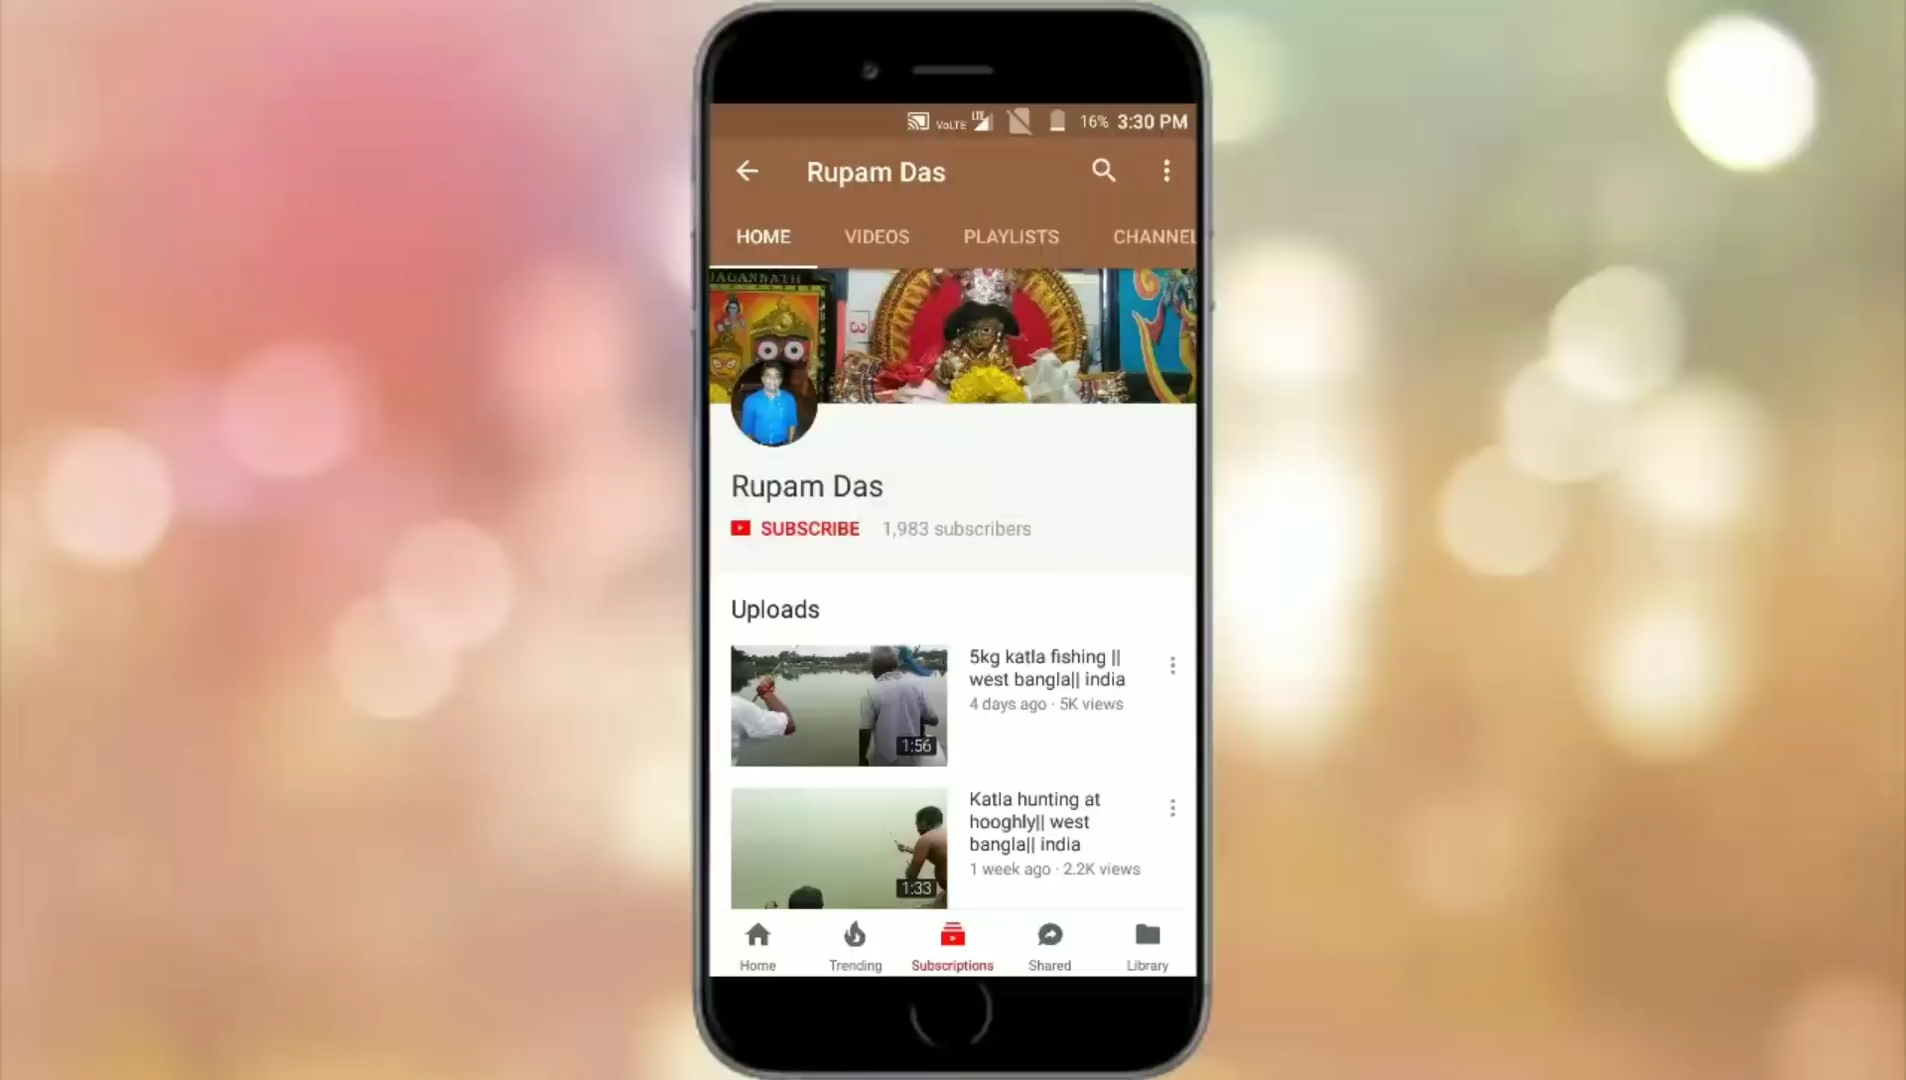 VoLTE LTE 16% 3:30 PM
Rupam Das
HOME VIDEOS PLAYLISTS CHANNEL
JAGANNATH
Rupam Das
SUBSCRIBE 1,983 subscribers
Uploads
5kg katla fishing ||
west bangla|| india
4 days ago · 5K views
1:56
Katla hunting at
hooghly|| west
bangla|| india
1 week ago · 2.2K views
1:33
Home Trending Subscriptions Shared Library